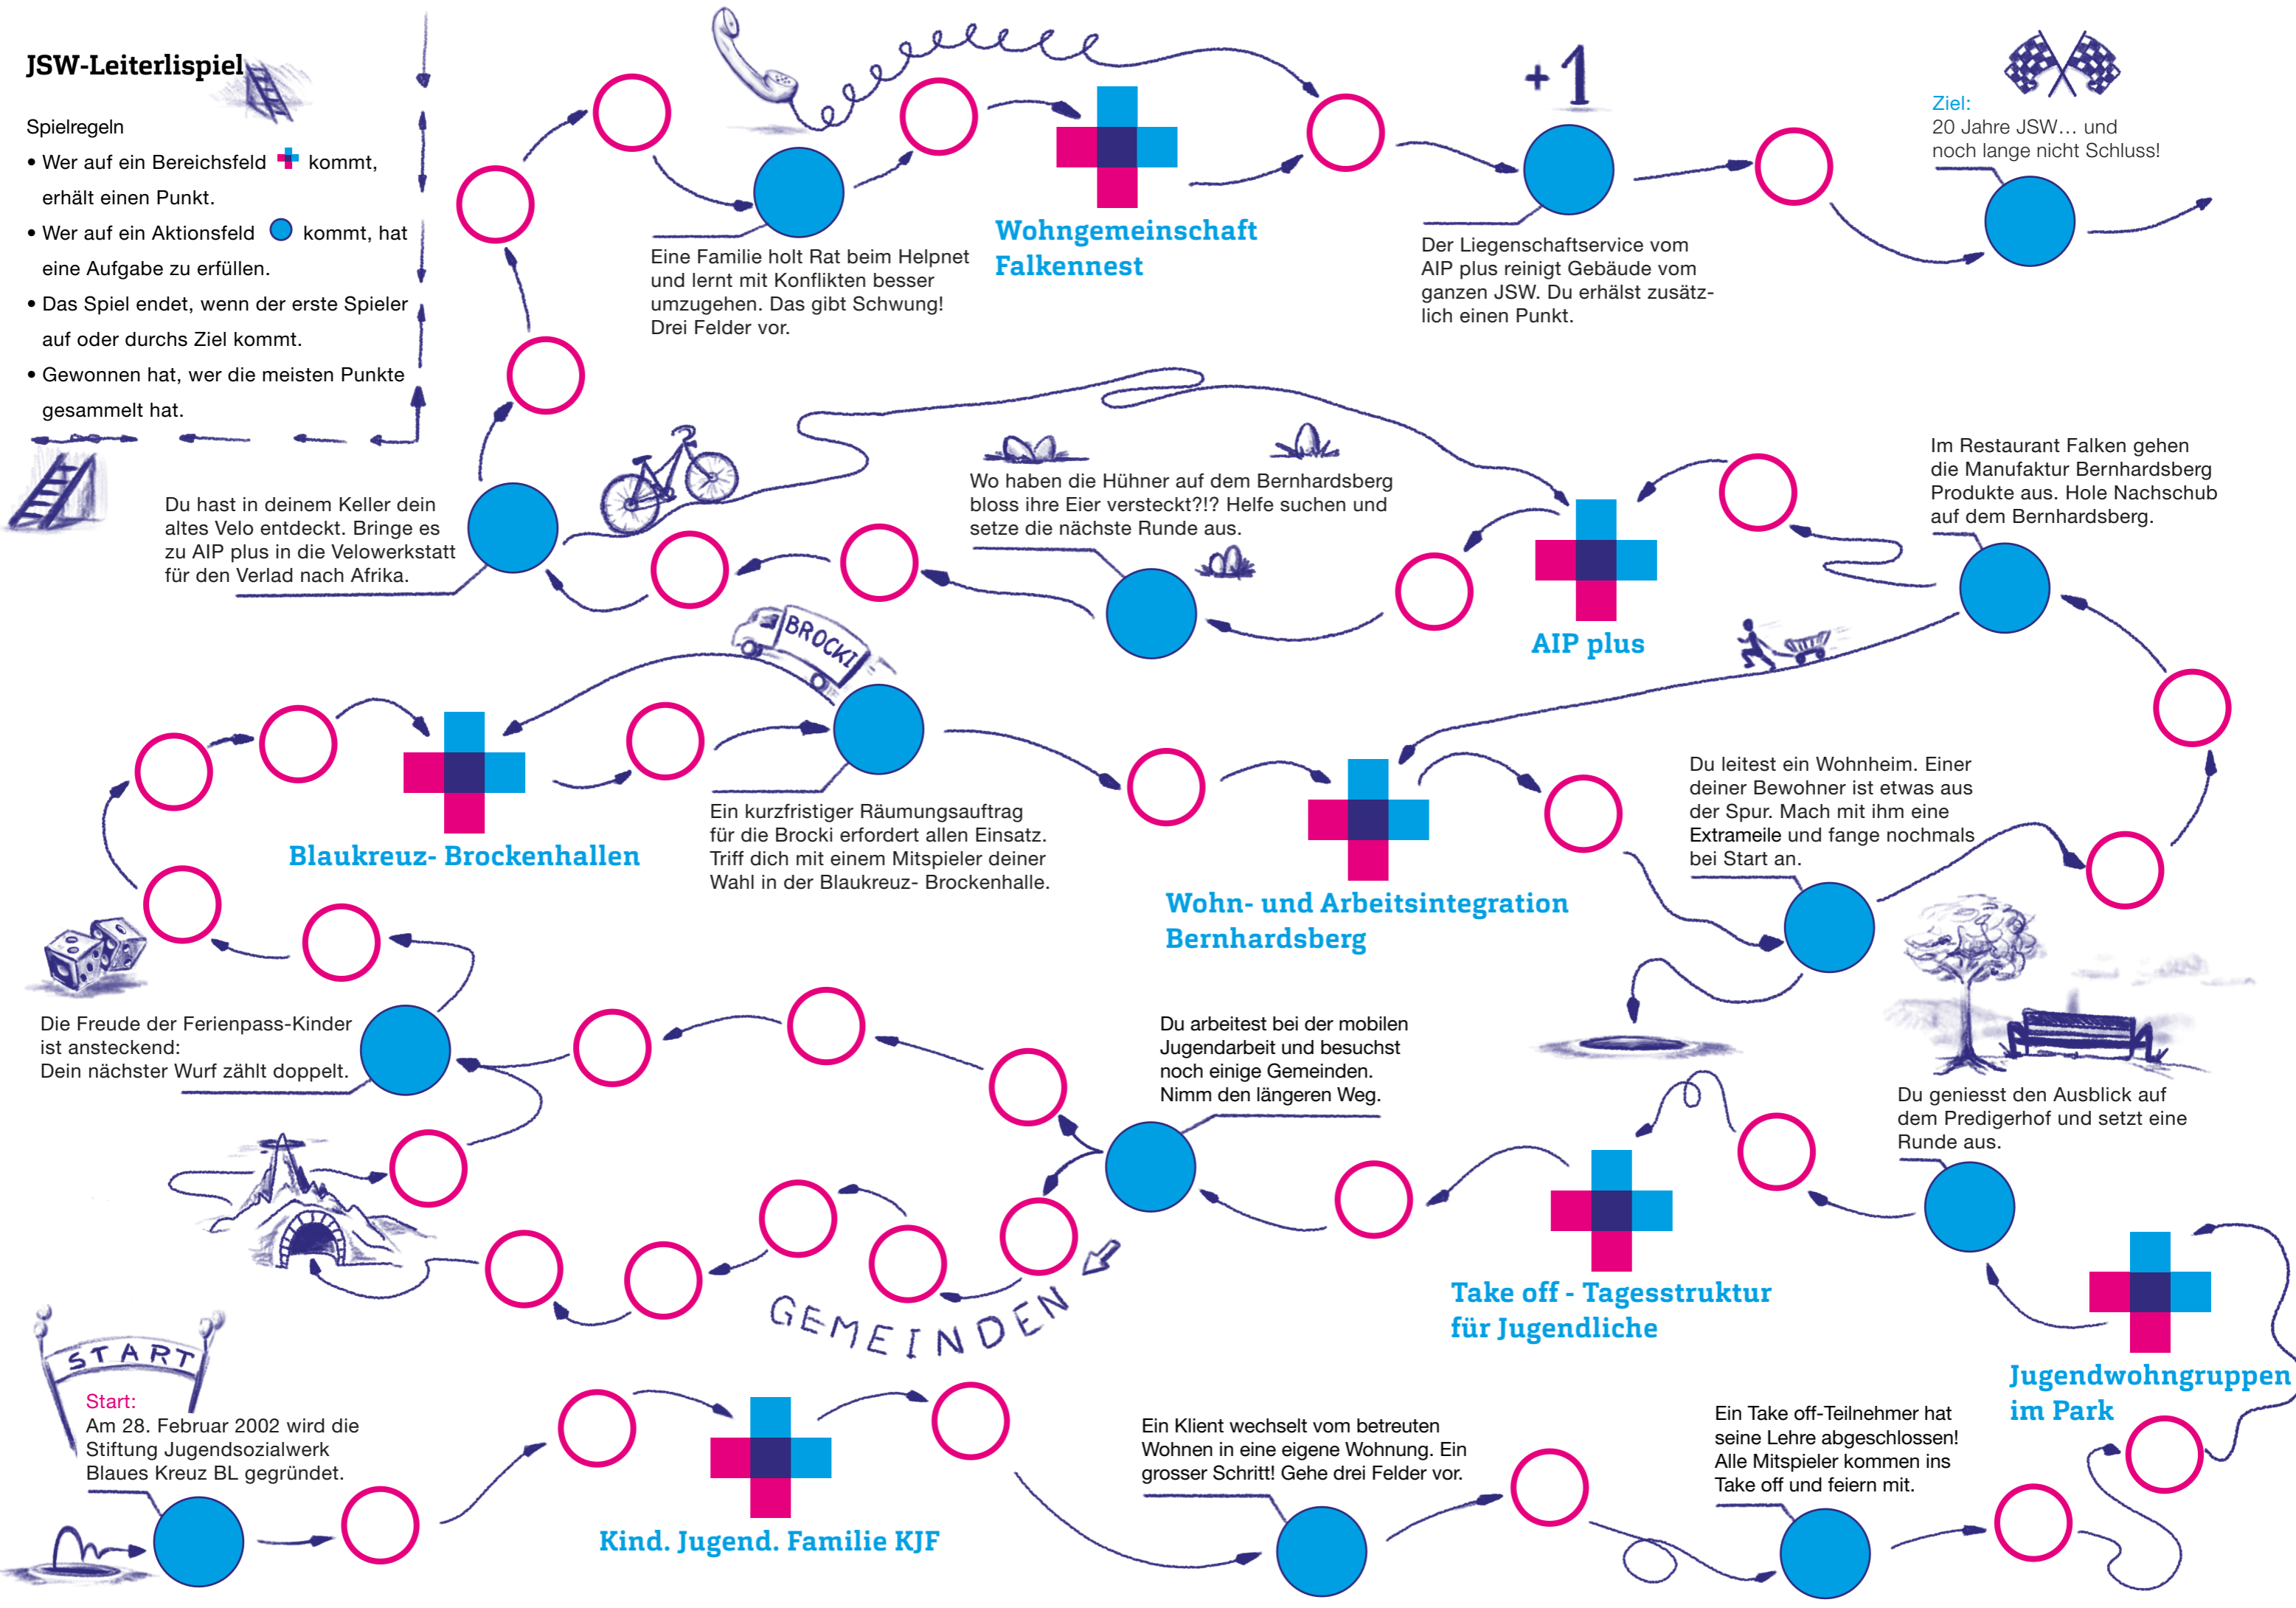 JSW-Leiterlispiel
Spielregeln
• Wer auf ein Bereichsfeld kommt,
erhält einen Punkt.
• Wer auf ein Aktionsfeld kommt, hat
eine Aufgabe zu erfüllen.
• Das Spiel endet, wenn der erste Spieler
auf oder durchs Ziel kommt.
• Gewonnen hat, wer die meisten Punkte
gesammelt hat.
Eine Familie holt Rat beim Helpnet
und lernt mit Konflikten besser
umzugehen. Das gibt Schwung!
Drei Felder vor.
Wohngemeinschaft
Falkennest
+1
Der Liegenschaftservice vom
AIP plus reinigt Gebäude vom
ganzen JSW. Du erhälst zusätz-
lich einen Punkt.
Ziel:
20 Jahre JSW... und
noch lange nicht Schluss!
Du hast in deinem Keller dein
altes Velo entdeckt. Bringe es
zu AIP plus in die Velowerkstatt
für den Verlad nach Afrika.
Wo haben die Hühner auf dem Bernhardsberg
bloss ihre Eier versteckt?!? Helfe suchen und
setze die nächste Runde aus.
AIP plus
Im Restaurant Falken gehen
die Manufaktur Bernhardsberg
Produkte aus. Hole Nachschub
auf dem Bernhardsberg.
BROCKI
Blaukreuz- Brockenhallen
Ein kurzfristiger Räumungsauftrag
für die Brocki erfordert allen Einsatz.
Triff dich mit einem Mitspieler deiner
Wahl in der Blaukreuz- Brockenhalle.
Wohn- und Arbeitsintegration
Bernhardsberg
Du leitest ein Wohnheim. Einer
deiner Bewohner ist etwas aus
der Spur. Mach mit ihm eine
Extrameile und fange nochmals
bei Start an.
Die Freude der Ferienpass-Kinder
ist ansteckend:
Dein nächster Wurf zählt doppelt.
Du arbeitest bei der mobilen
Jugendarbeit und besuchst
noch einige Gemeinden.
Nimm den längeren Weg.
Du geniesst den Ausblick auf
dem Predigerhof und setzt eine
Runde aus.
GEMEINDEN
Take off - Tagesstruktur
für Jugendliche
Jugendwohngruppen
im Park
START
Start:
Am 28. Februar 2002 wird die
Stiftung Jugendsozialwerk
Blaues Kreuz BL gegründet.
Kind. Jugend. Familie KJF
Ein Klient wechselt vom betreuten
Wohnen in eine eigene Wohnung. Ein
grosser Schritt! Gehe drei Felder vor.
Ein Take off-Teilnehmer hat
seine Lehre abgeschlossen!
Alle Mitspieler kommen ins
Take off und feiern mit.